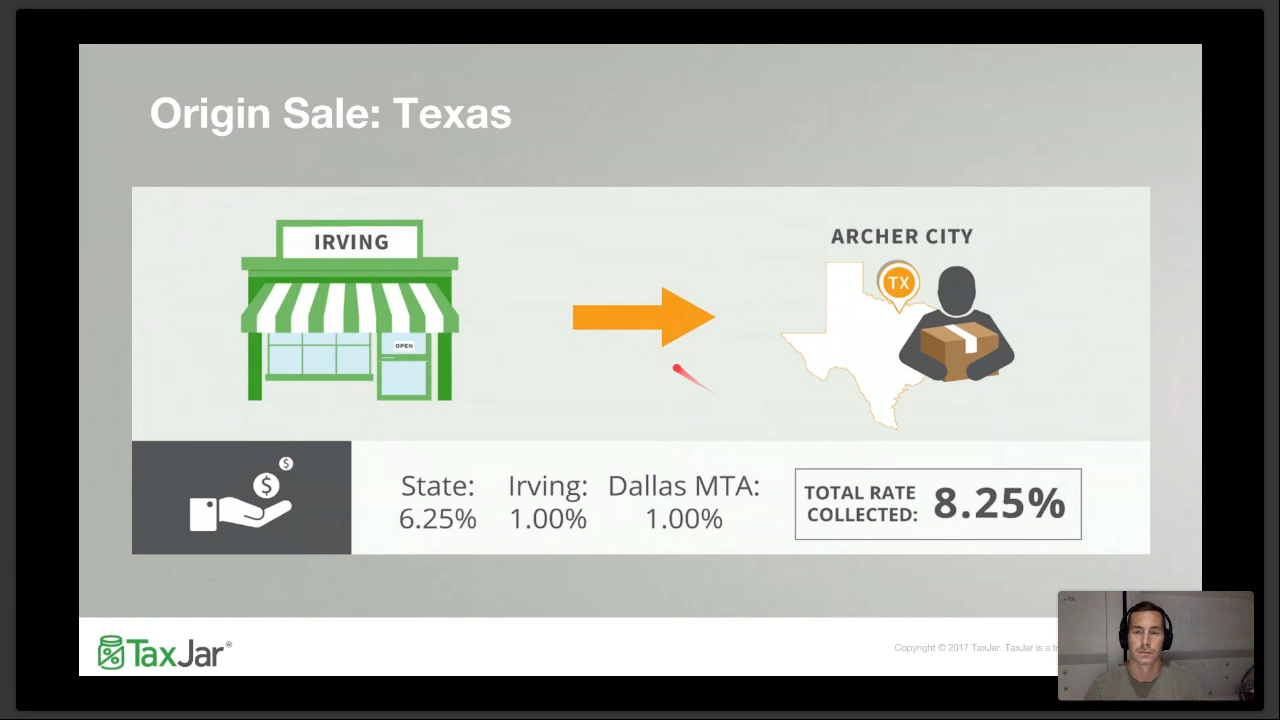 Origin Sale: Texas
IRVING
OPEN
ARCHER CITY
TX
State: Irving: Dallas MTA:
6.25% 1.00% 1.00%
TOTAL RATE
COLLECTED:
8.25%
$
$
TaxJar®
Copyright © 2017 TaxJar. TaxJar is a